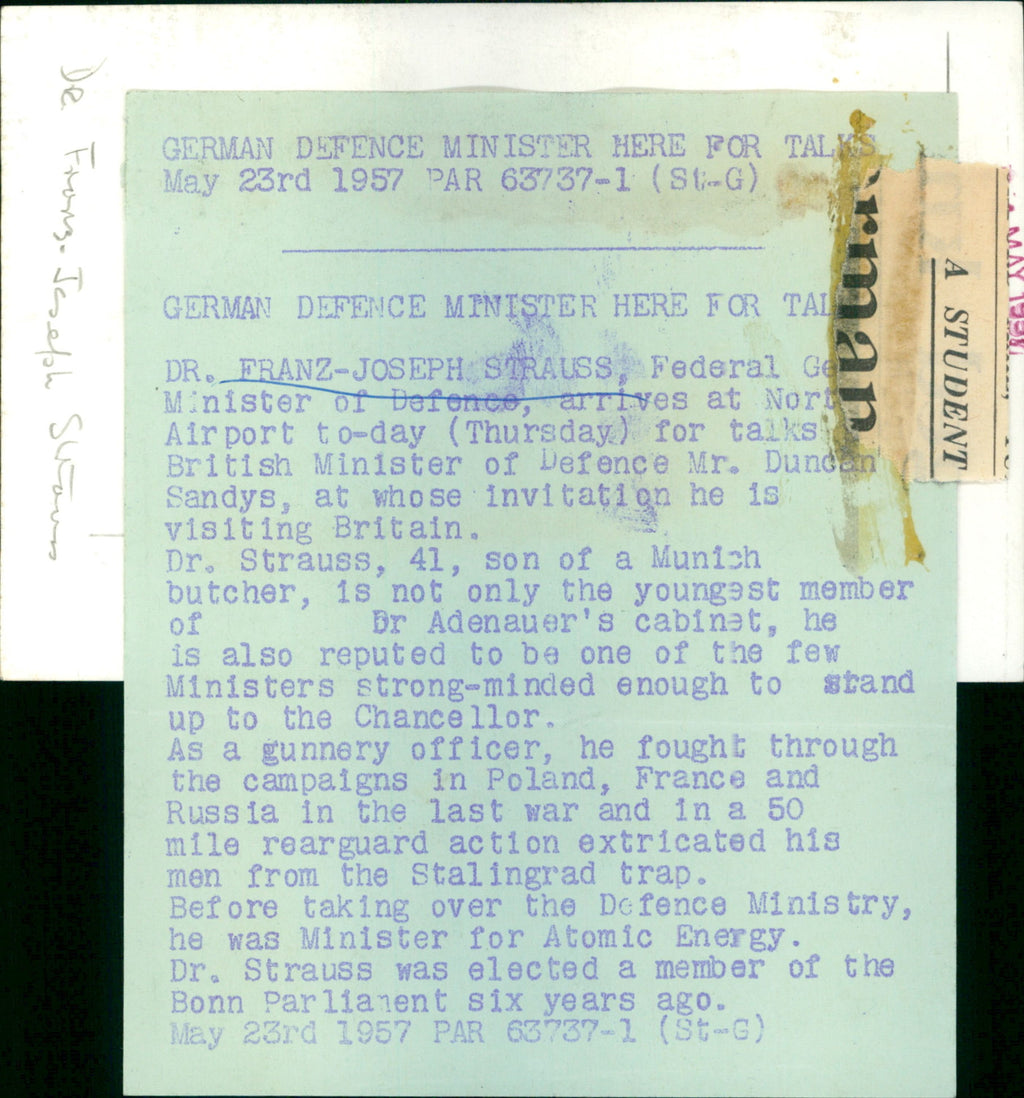 GERMAN DEFENCE MINISTER HERE FOR TALKS
May 23rd 1957 PAR 63737-1 (St-G)
GERMAN DEFENCE MINISTER HERE FOR TAL
DR. FRANZ-JOSEPH STRAUSS, Federal Ge
Minister of Defence, arrives at Nort
Airport to-day (Thursday) for talks
British Minister of Defence Mr. Duncan
Sandys, at whose invitation he is
visiting Britain.
Dr. Strauss, 41, son of a Munich
butcher, is not only the youngest member
of Dr Adenauer's cabinet, he
is also reputed to be one of the few
Ministers strong-minded enough to stand
up to the Chancellor.
As a gunnery officer, he fought through
the campaigns in Poland, France and
Russia in the last war and in a 50
mile rearguard action extricated his
men from the Stalingrad trap.
Before taking over the Defence Ministry,
he was Minister for Atomic Energy.
Dr. Strauss was elected a member of the
Bonn Parliament six years ago.
May 23rd 1957 PAR 63737-1 (St-G)
Dr Franz-Joseph Strauss
rman
A STUDENT
MAY 195